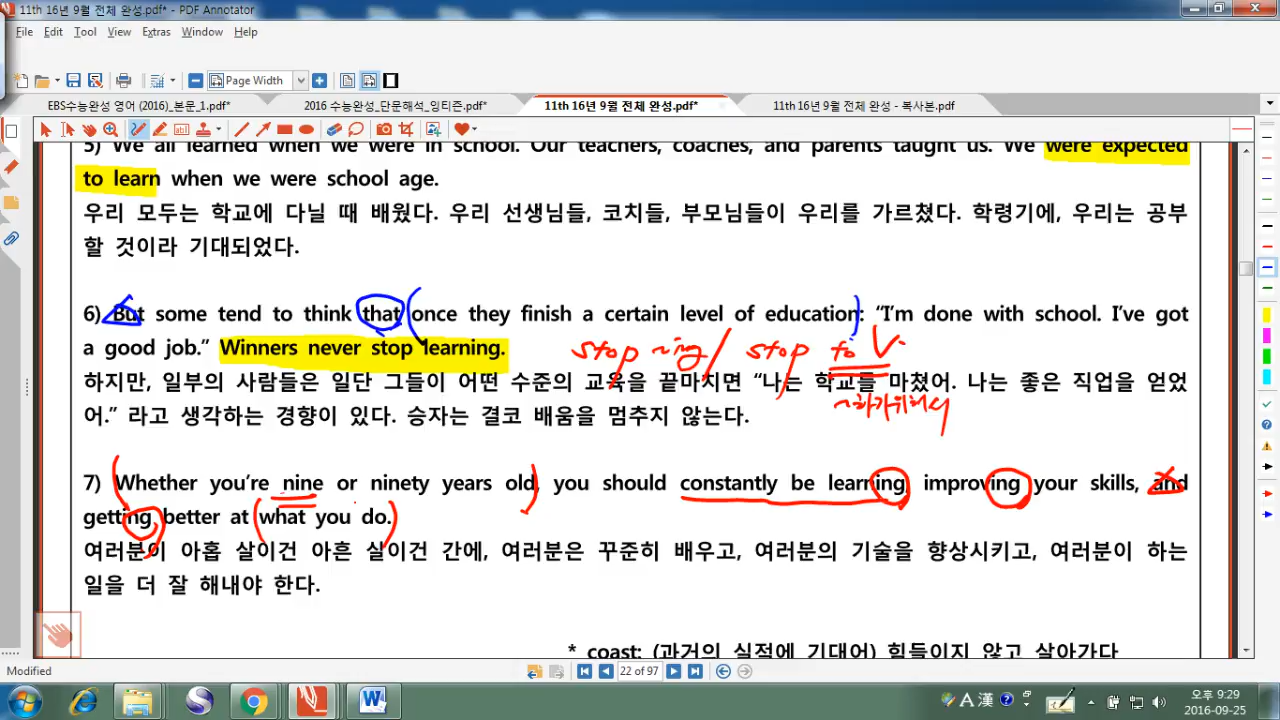 11th 16년 9월 전체 완성.pdf* - PDF Annotator
File Edit Tool View Extras Window Help
Page Width
EBS수능완성 영어 (2016)_본문_1.pdf* 2016 수능완성_단문해석_잉티즌.pdf* 11th 16년 9월 전체 완성.pdf* 11th 16년 9월 전체 완성 - 복사본.pdf
5) We all learned when we were in school. Our teachers, coaches, and parents taught us. We were expected
to learn when we were school age.
우리 모두는 학교에 다닐 때 배웠다. 우리 선생님들, 코치들, 부모님들이 우리를 가르쳤다. 학령기에, 우리는 공부
할 것이라 기대되었다.
6) But some tend to think that once they finish a certain level of education: “I’m done with school. I’ve got
a good job.” Winners never stop learning.
stop ~ing / stop to V.
하지만, 일부의 사람들은 일단 그들이 어떤 수준의 교육을 끝마치면 “나는 학교를 마쳤어. 나는 좋은 직업을 얻었
~하기위해서
어.” 라고 생각하는 경향이 있다. 승자는 결코 배움을 멈추지 않는다.
7) Whether you’re nine or ninety years old, you should constantly be learning, improving your skills, and
getting better at what you do.
여러분이 아홉 살이건 아흔 살이건 간에, 여러분은 꾸준히 배우고, 여러분의 기술을 향상시키고, 여러분이 하는
일을 더 잘 해내야 한다.
* coast: (과거의 실적에 기대어) 힘들이지 않고 살아가다
Modified 22 of 97
A 漢
오후 9:29
2016-09-25